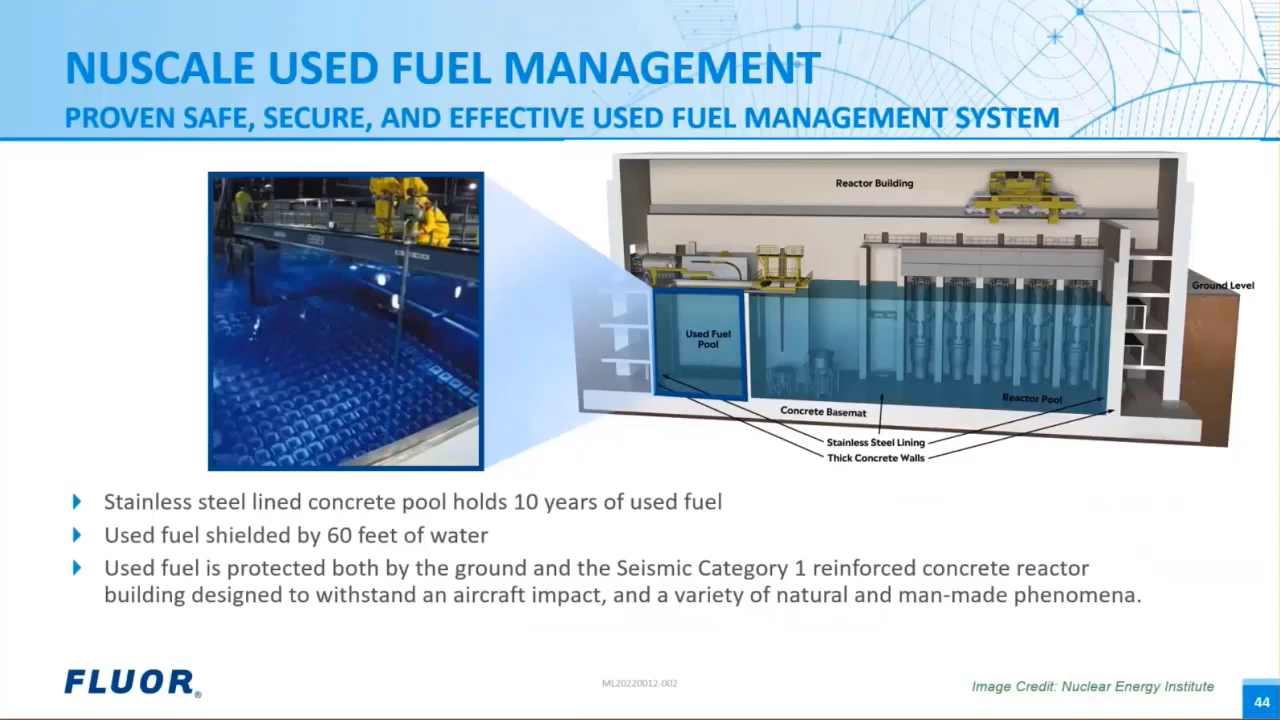 NUSCALE USED FUEL MANAGEMENT
PROVEN SAFE, SECURE, AND EFFECTIVE USED FUEL MANAGEMENT SYSTEM
Reactor Building
Ground Level
Used Fuel
Pool
Reactor Pool
Concrete Basemat
Stainless Steel Lining
Thick Concrete Walls
Stainless steel lined concrete pool holds 10 years of used fuel
Used fuel shielded by 60 feet of water
Used fuel is protected both by the ground and the Seismic Category 1 reinforced concrete reactor
building designed to withstand an aircraft impact, and a variety of natural and man-made phenomena.
FLUOR®
ML20220012-002
Image Credit: Nuclear Energy Institute
44